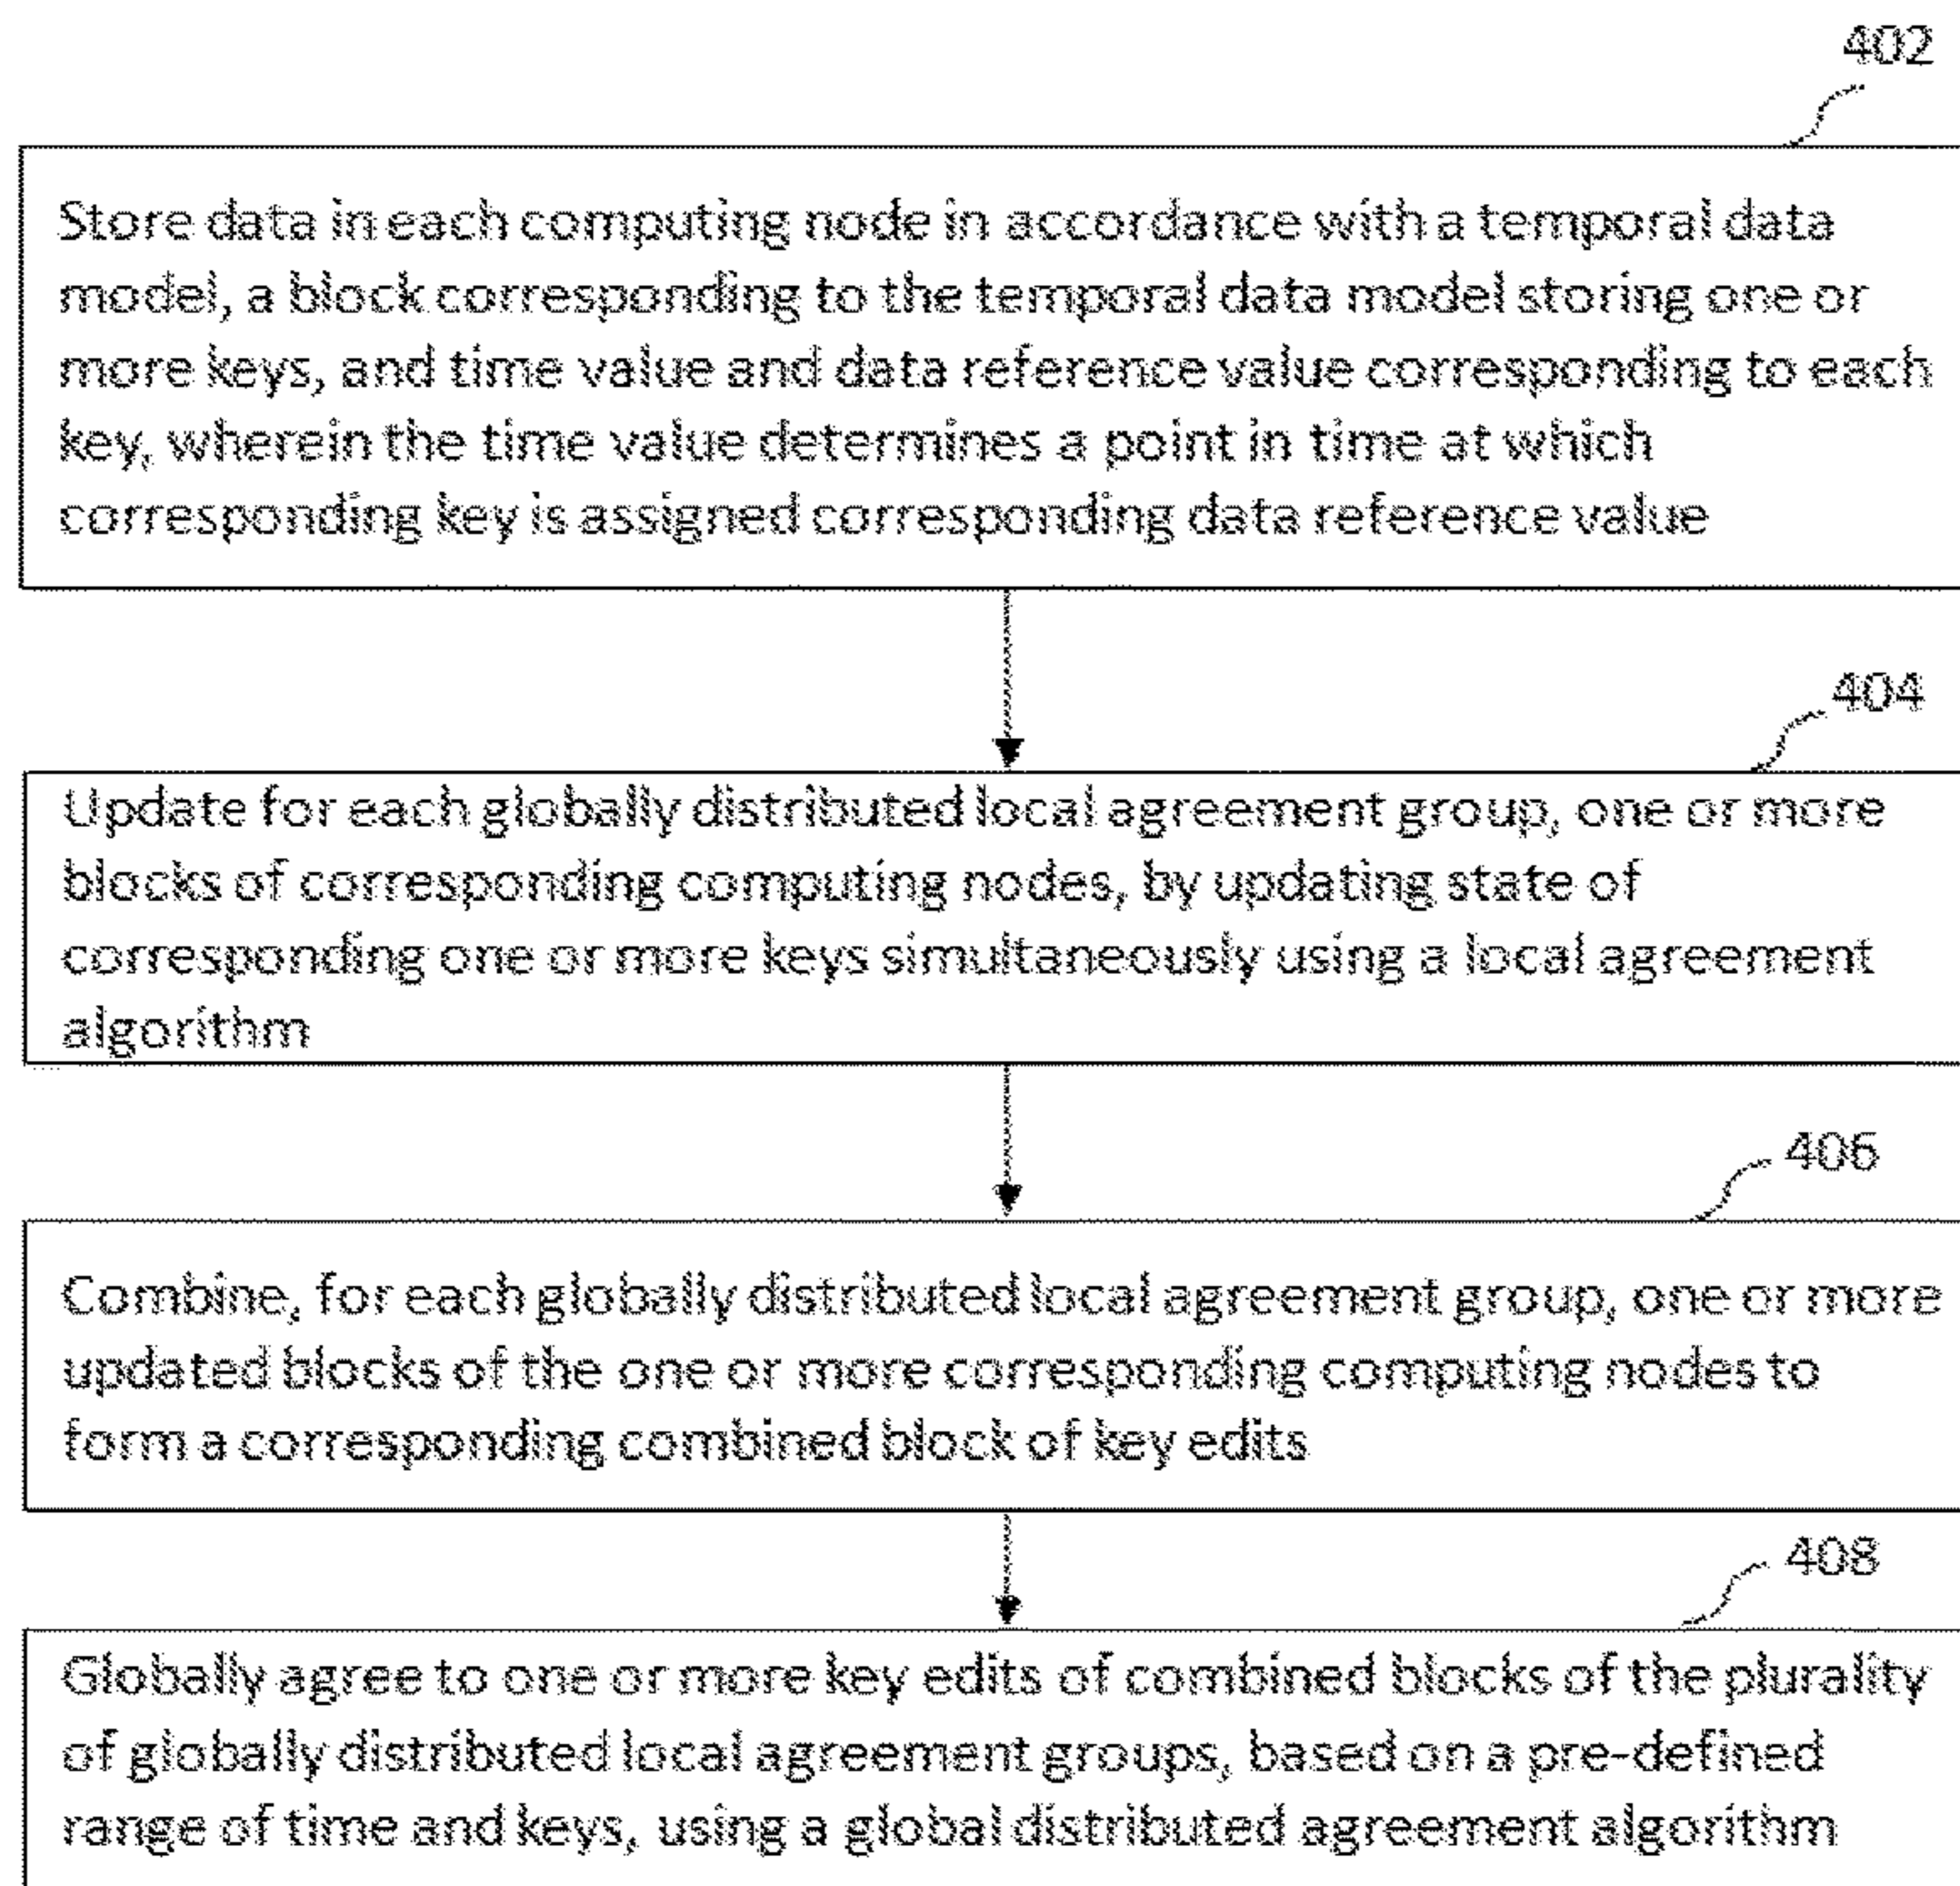 402
Store data in each computing node in accordance with a temporal data
model, a block corresponding to the temporal data model storing one or
more keys, and time value and data reference value corresponding to each
key, wherein the time value determines a point in time at which
corresponding key is assigned corresponding data reference value
404
Update for each globally distributed local agreement group, one or more
blocks of corresponding computing nodes, by updating state of
corresponding one or more keys simultaneously using a local agreement
algorithm
406
Combine, for each globally distributed local agreement group, one or more
updated blocks of the one or more corresponding computing nodes to
form a corresponding combined block of key edits
408
Globally agree to one or more key edits of combined blocks of the plurality
of globally distributed local agreement groups, based on a pre-defined
range of time and keys, using a global distributed agreement algorithm